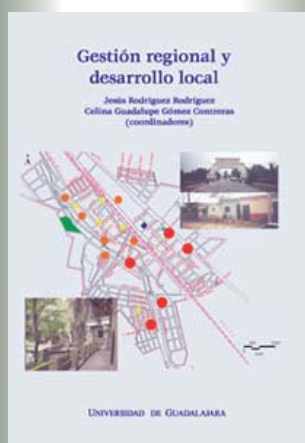 Gestión regional y
desarrollo local
Jesús Rodríguez Rodríguez
Celina Guadalupe Gómez Contreras
(coordinadores)
UNIVERSIDAD DE GUADALAJARA